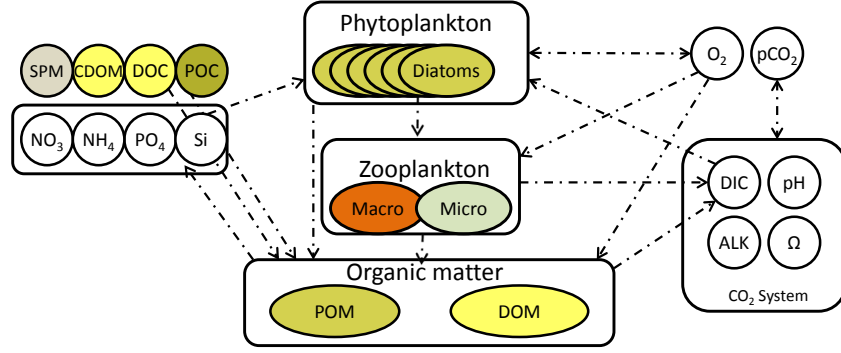 Phytoplankton
Diatoms
SPM
CDOM
DOC
POC
NO₃
NH₄
PO₄
Si
O₂
pCO₂
Zooplankton
Macro
Micro
DIC
pH
ALK
Ω
CO₂ System
Organic matter
POM
DOM